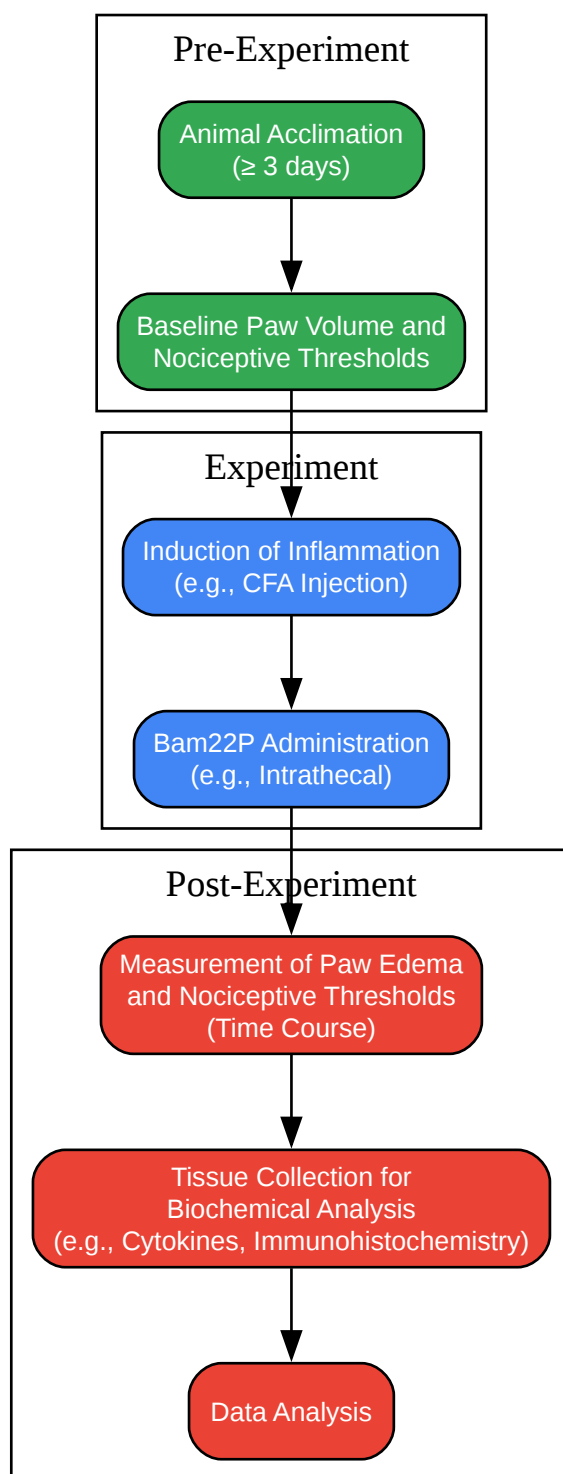 Pre-Experiment
Animal Acclimation
(≥ 3 days)
Baseline Paw Volume and
Nociceptive Thresholds
Experiment
Induction of Inflammation
(e.g., CFA Injection)
Bam22P Administration
(e.g., Intrathecal)
Post-Experiment
Measurement of Paw Edema
and Nociceptive Thresholds
(Time Course)
Tissue Collection for
Biochemical Analysis
(e.g., Cytokines, Immunohistochemistry)
Data Analysis